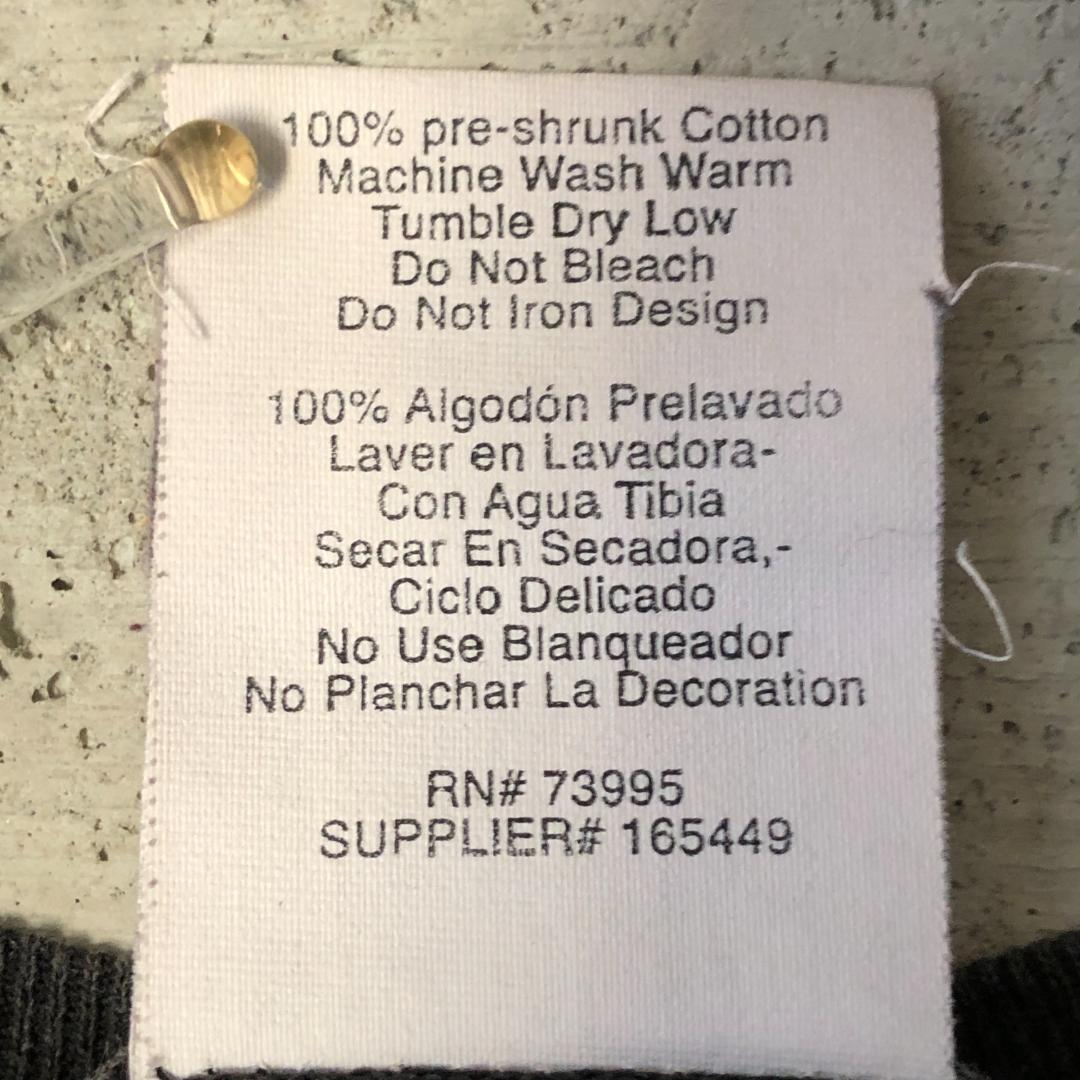 100% pre-shrunk Cotton
Machine Wash Warm
Tumble Dry Low
Do Not Bleach
Do Not Iron Design
100% Algodón Prelavado
Laver en Lavadora-
Con Agua Tibia
Secar En Secadora,-
Ciclo Delicado
No Use Blanqueador
No Planchar La Decoration
RN# 73995
SUPPLIER# 165449